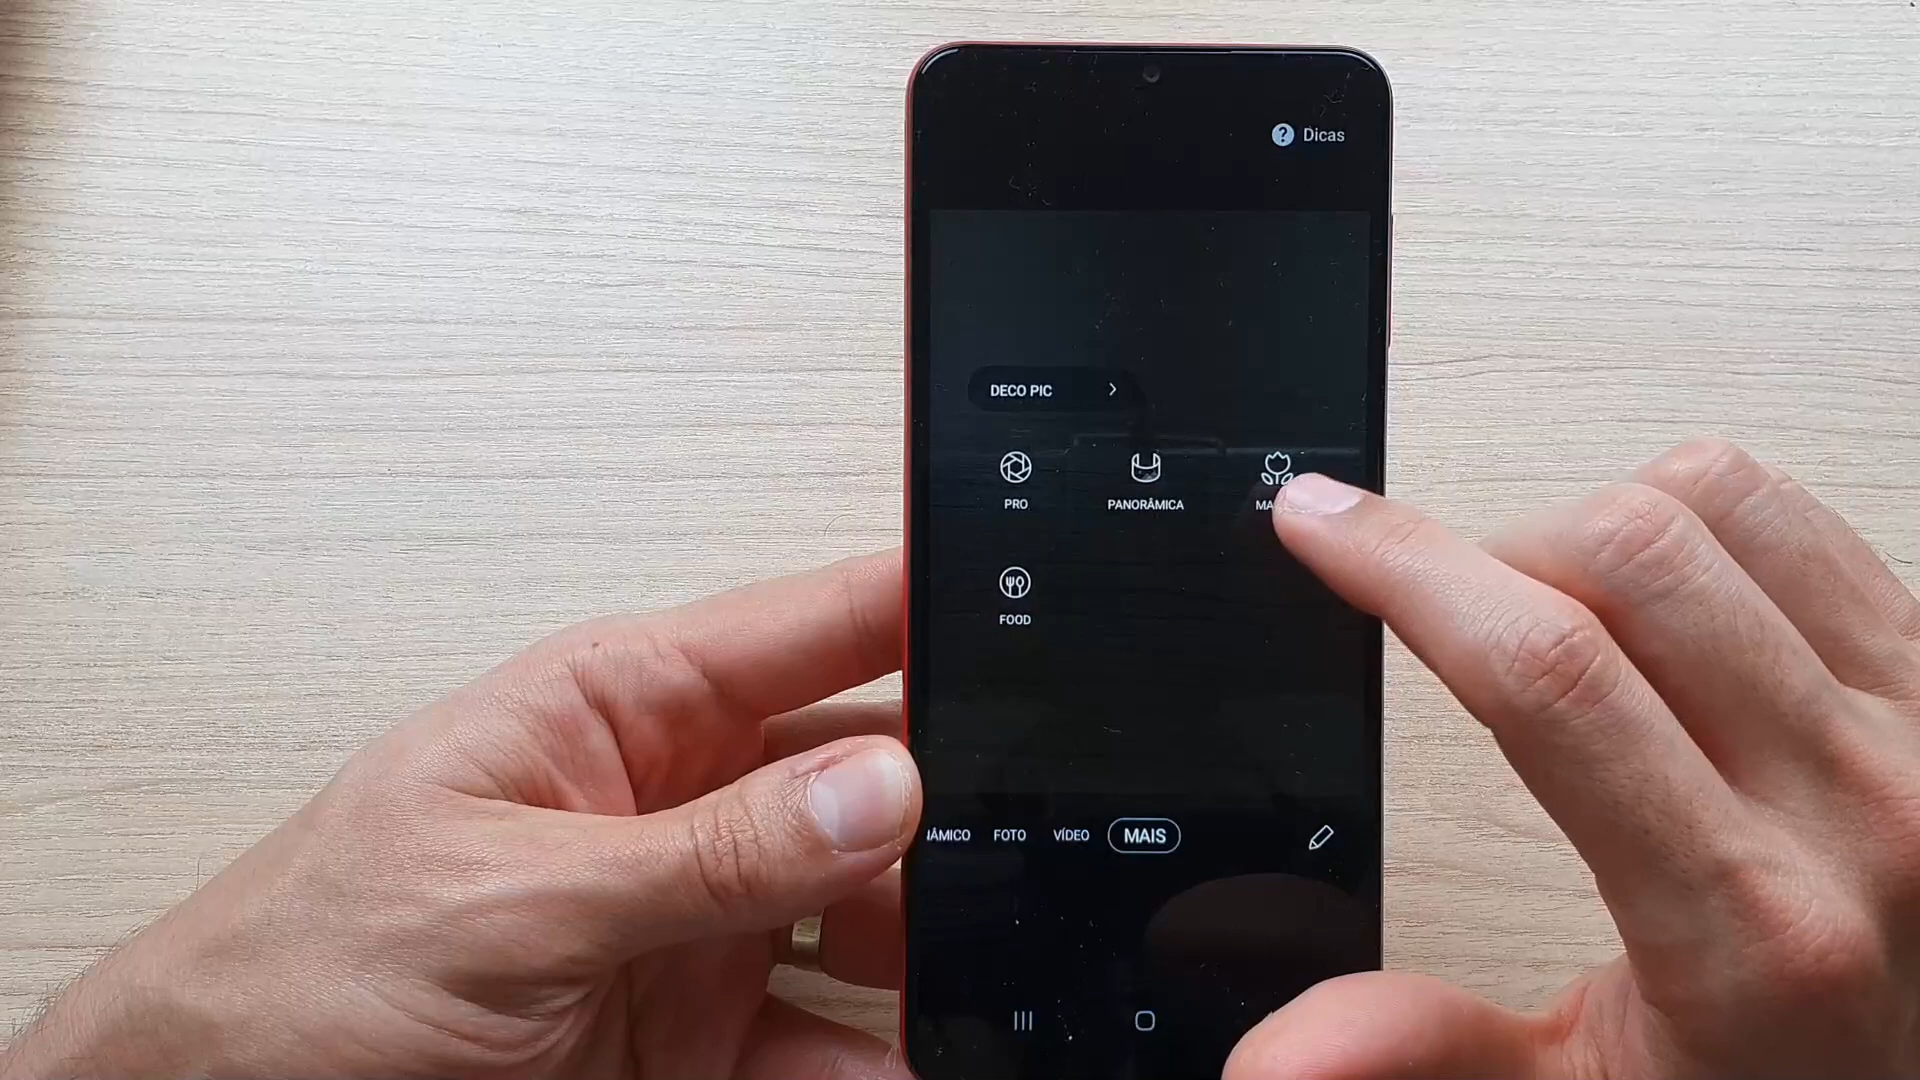 Dicas
DECO PIC
PRO
PANORÂMICA
FOOD
FOTO
VÍDEO
MAIS